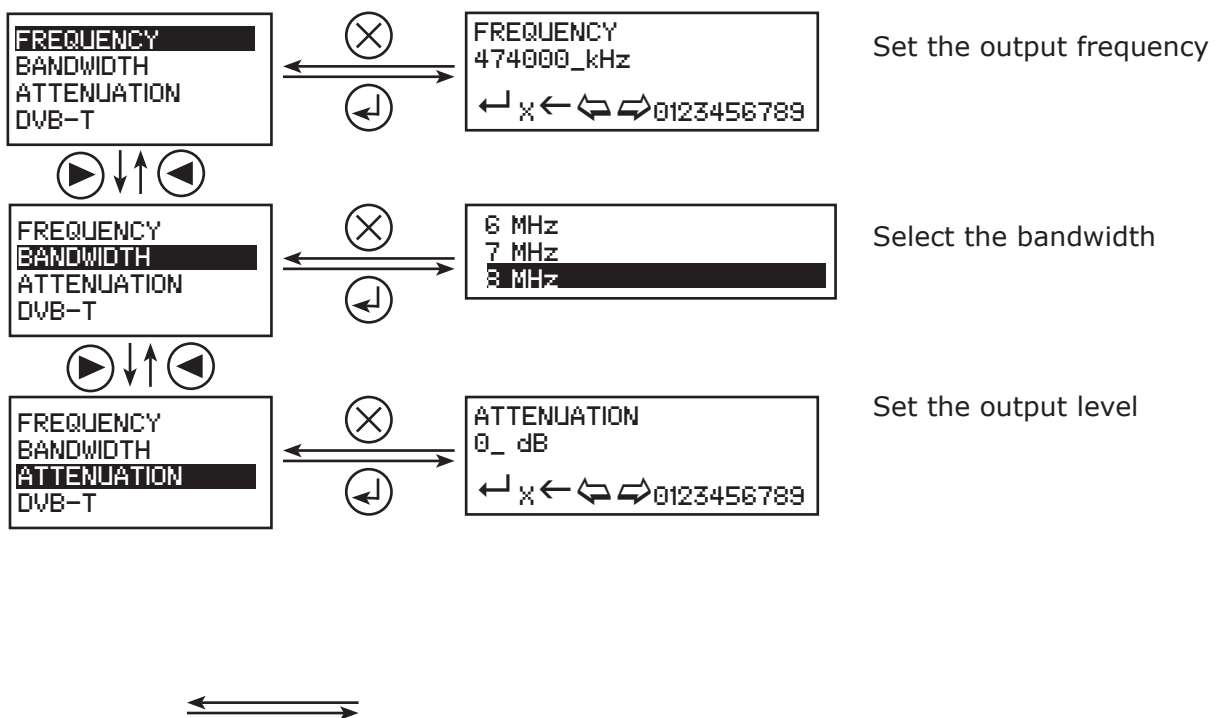 FREQUENCY
BANDWIDTH
ATTENUATION
DVB-T
FREQUENCY
474000_kHz
↵ X ← ⇦ ⇨ 0123456789
Set the output frequency
FREQUENCY
BANDWIDTH
ATTENUATION
DVB-T
6 MHz
7 MHz
8 MHz
Select the bandwidth
FREQUENCY
BANDWIDTH
ATTENUATION
DVB-T
ATTENUATION
0_ dB
↵ X ← ⇦ ⇨ 0123456789
Set the output level